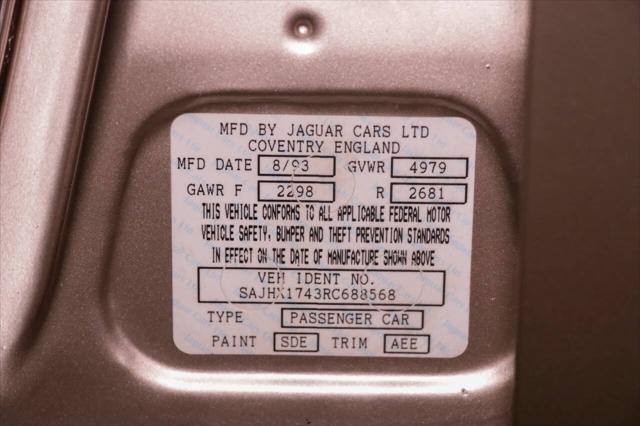 MFD BY JAGUAR CARS LTD
COVENTRY ENGLAND
MFD DATE 8/93 GVWR 4979
GAWR F 2298 R 2681
THIS VEHICLE CONFORMS TO ALL APPLICABLE FEDERAL MOTOR
VEHICLE SAFETY, BUMPER AND THEFT PREVENTION STANDARDS
IN EFFECT ON THE DATE OF MANUFACTURE SHOWN ABOVE
VEH IDENT NO.
SAJHX1743RC688568
TYPE PASSENGER CAR
PAINT SDE TRIM AEE